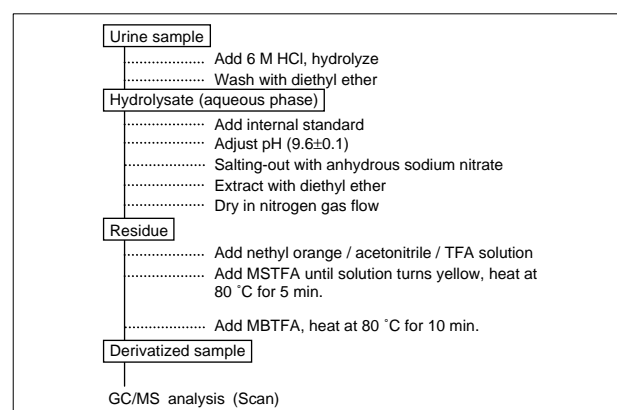 Urine sample
Add 6 M HCl, hydrolyze
Wash with diethyl ether
Hydrolysate (aqueous phase)
Add internal standard
Adjust pH (9.6±0.1)
Salting-out with anhydrous sodium nitrate
Extract with diethyl ether
Dry in nitrogen gas flow
Residue
Add nethyl orange / acetonitrile / TFA solution
Add MSTFA until solution turns yellow, heat at
80 ˚C for 5 min.
Add MBTFA, heat at 80 ˚C for 10 min.
Derivatized sample
GC/MS analysis (Scan)